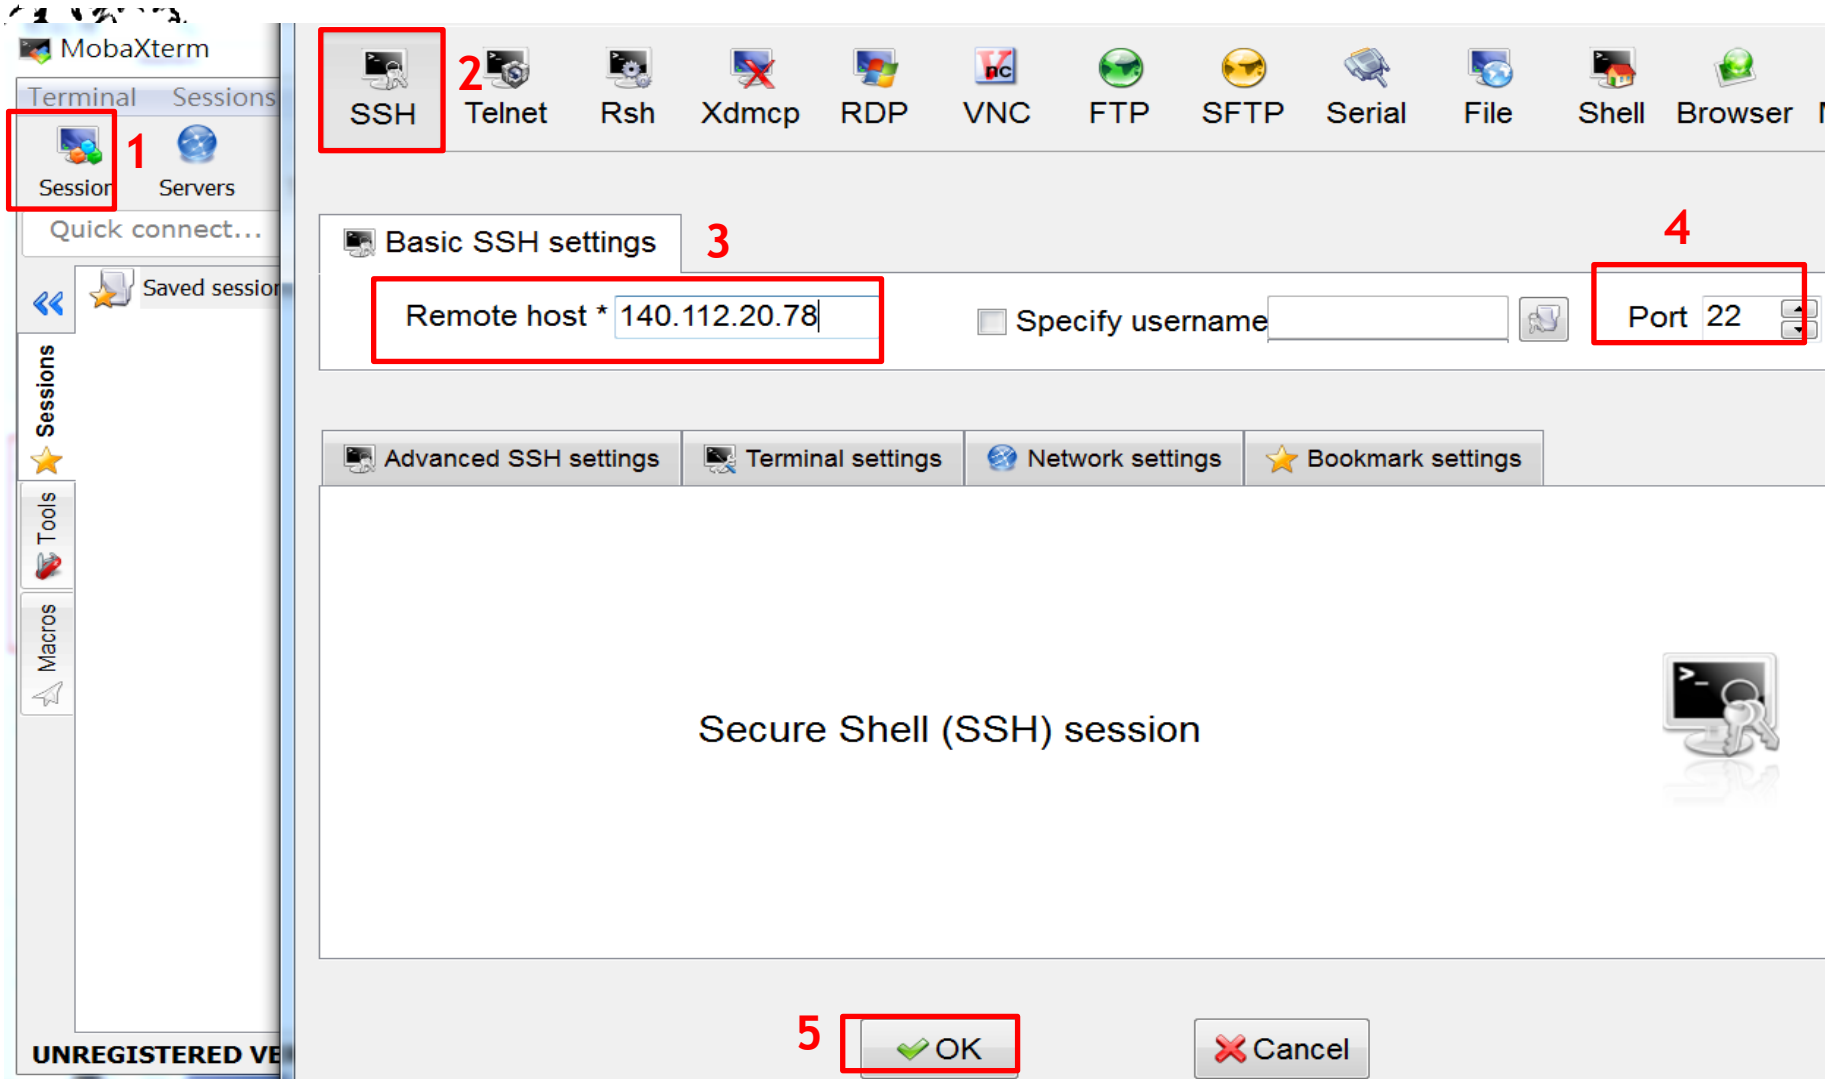 MobaXterm
Terminal Sessions
Session Servers
1
Quick connect...
Saved session
Sessions
Tools
Macros
UNREGISTERED VE
SSH Telnet Rsh Xdmcp RDP VNC FTP SFTP Serial File Shell Browser
2
Basic SSH settings
3
4
Remote host * 140.112.20.78 Specify username Port 22
Advanced SSH settings Terminal settings Network settings Bookmark settings
Secure Shell (SSH) session
5
OK Cancel